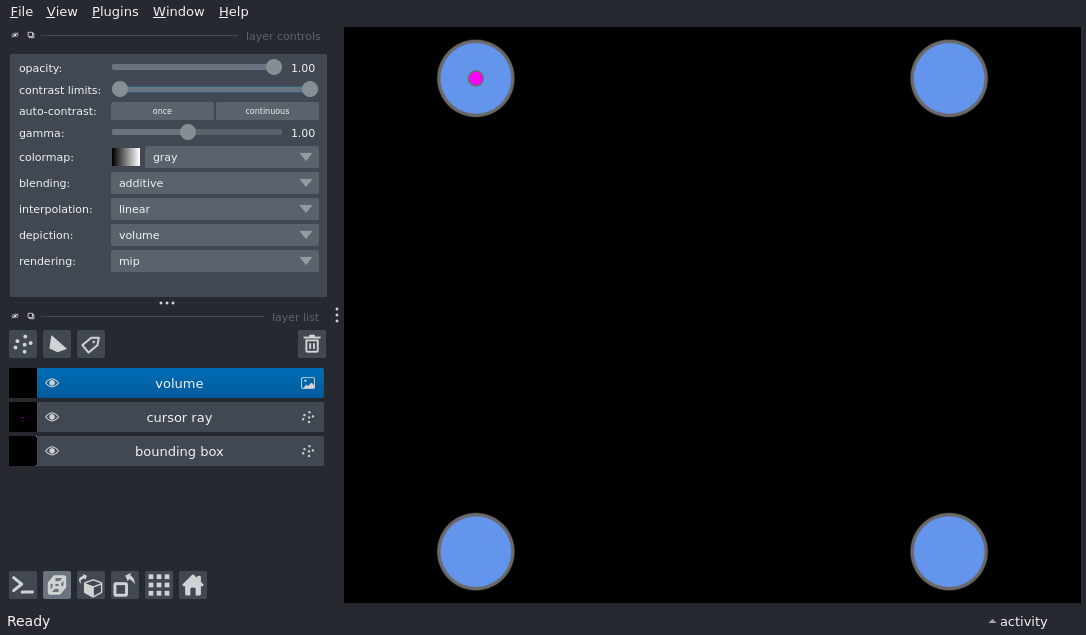 File View Plugins Window Help
layer controls
opacity: 1.00
contrast limits:
auto-contrast: once continuous
gamma: 1.00
colormap: gray
blending: additive
interpolation: linear
depiction: volume
rendering: mip
layer list
volume
cursor ray
bounding box
Ready activity